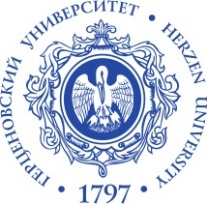 ГЕРЦЕНОВСКИЙ УНИВЕРСИТЕТ • HERZEN UNIVERSITY
• 1797 •